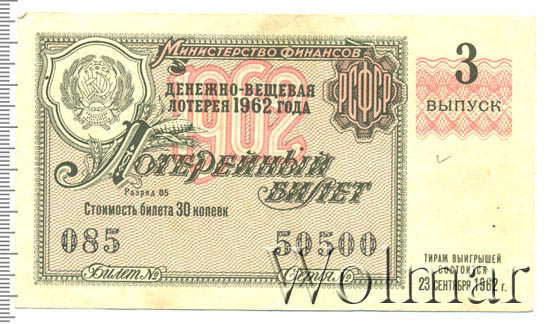 Министерство Финансов
РСФСР
1962
ДЕНЕЖНО-ВЕЩЕВАЯ
ЛОТЕРЕЯ 1962 ГОДА
3
ВЫПУСК
Лотерейный
БИЛЕТ
Разряд 05
Стоимость билета 30 копеек
085
50500
Билет №
Серия №
ТИРАЖ ВЫИГРЫШЕЙ
СОСТОИТСЯ
23 СЕНТЯБРЯ 1962 г.
Wolmar